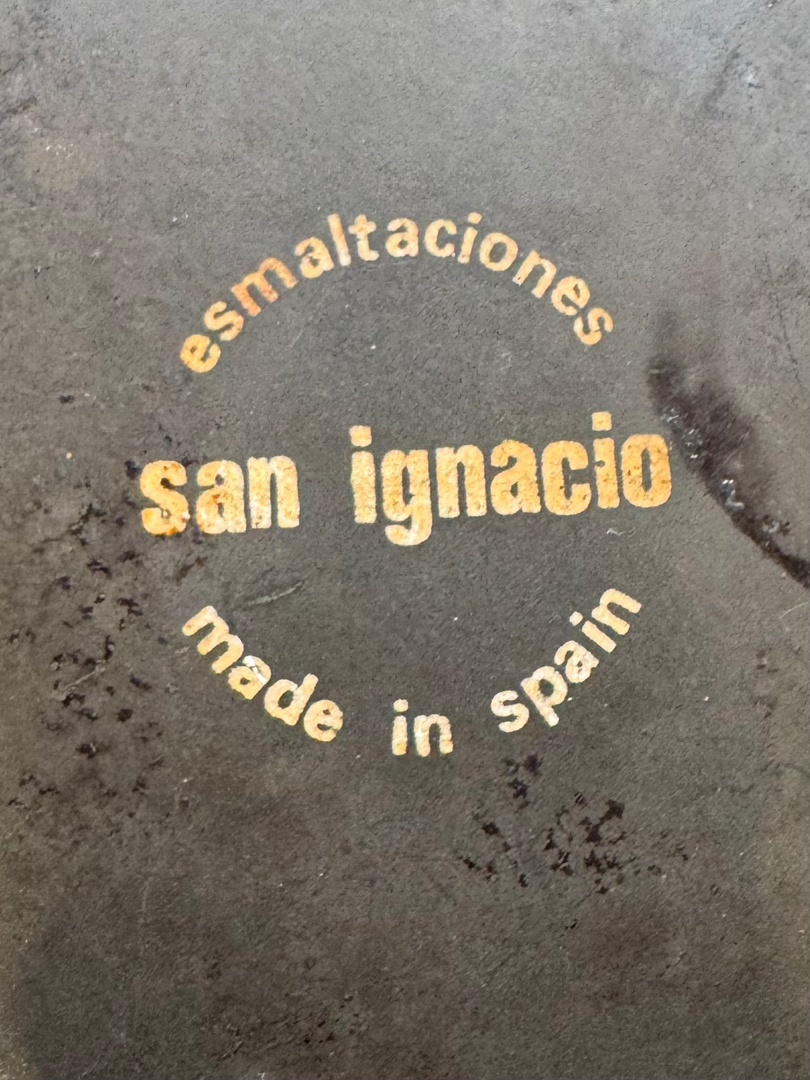 esmaltaciones
san ignacio
made in spain